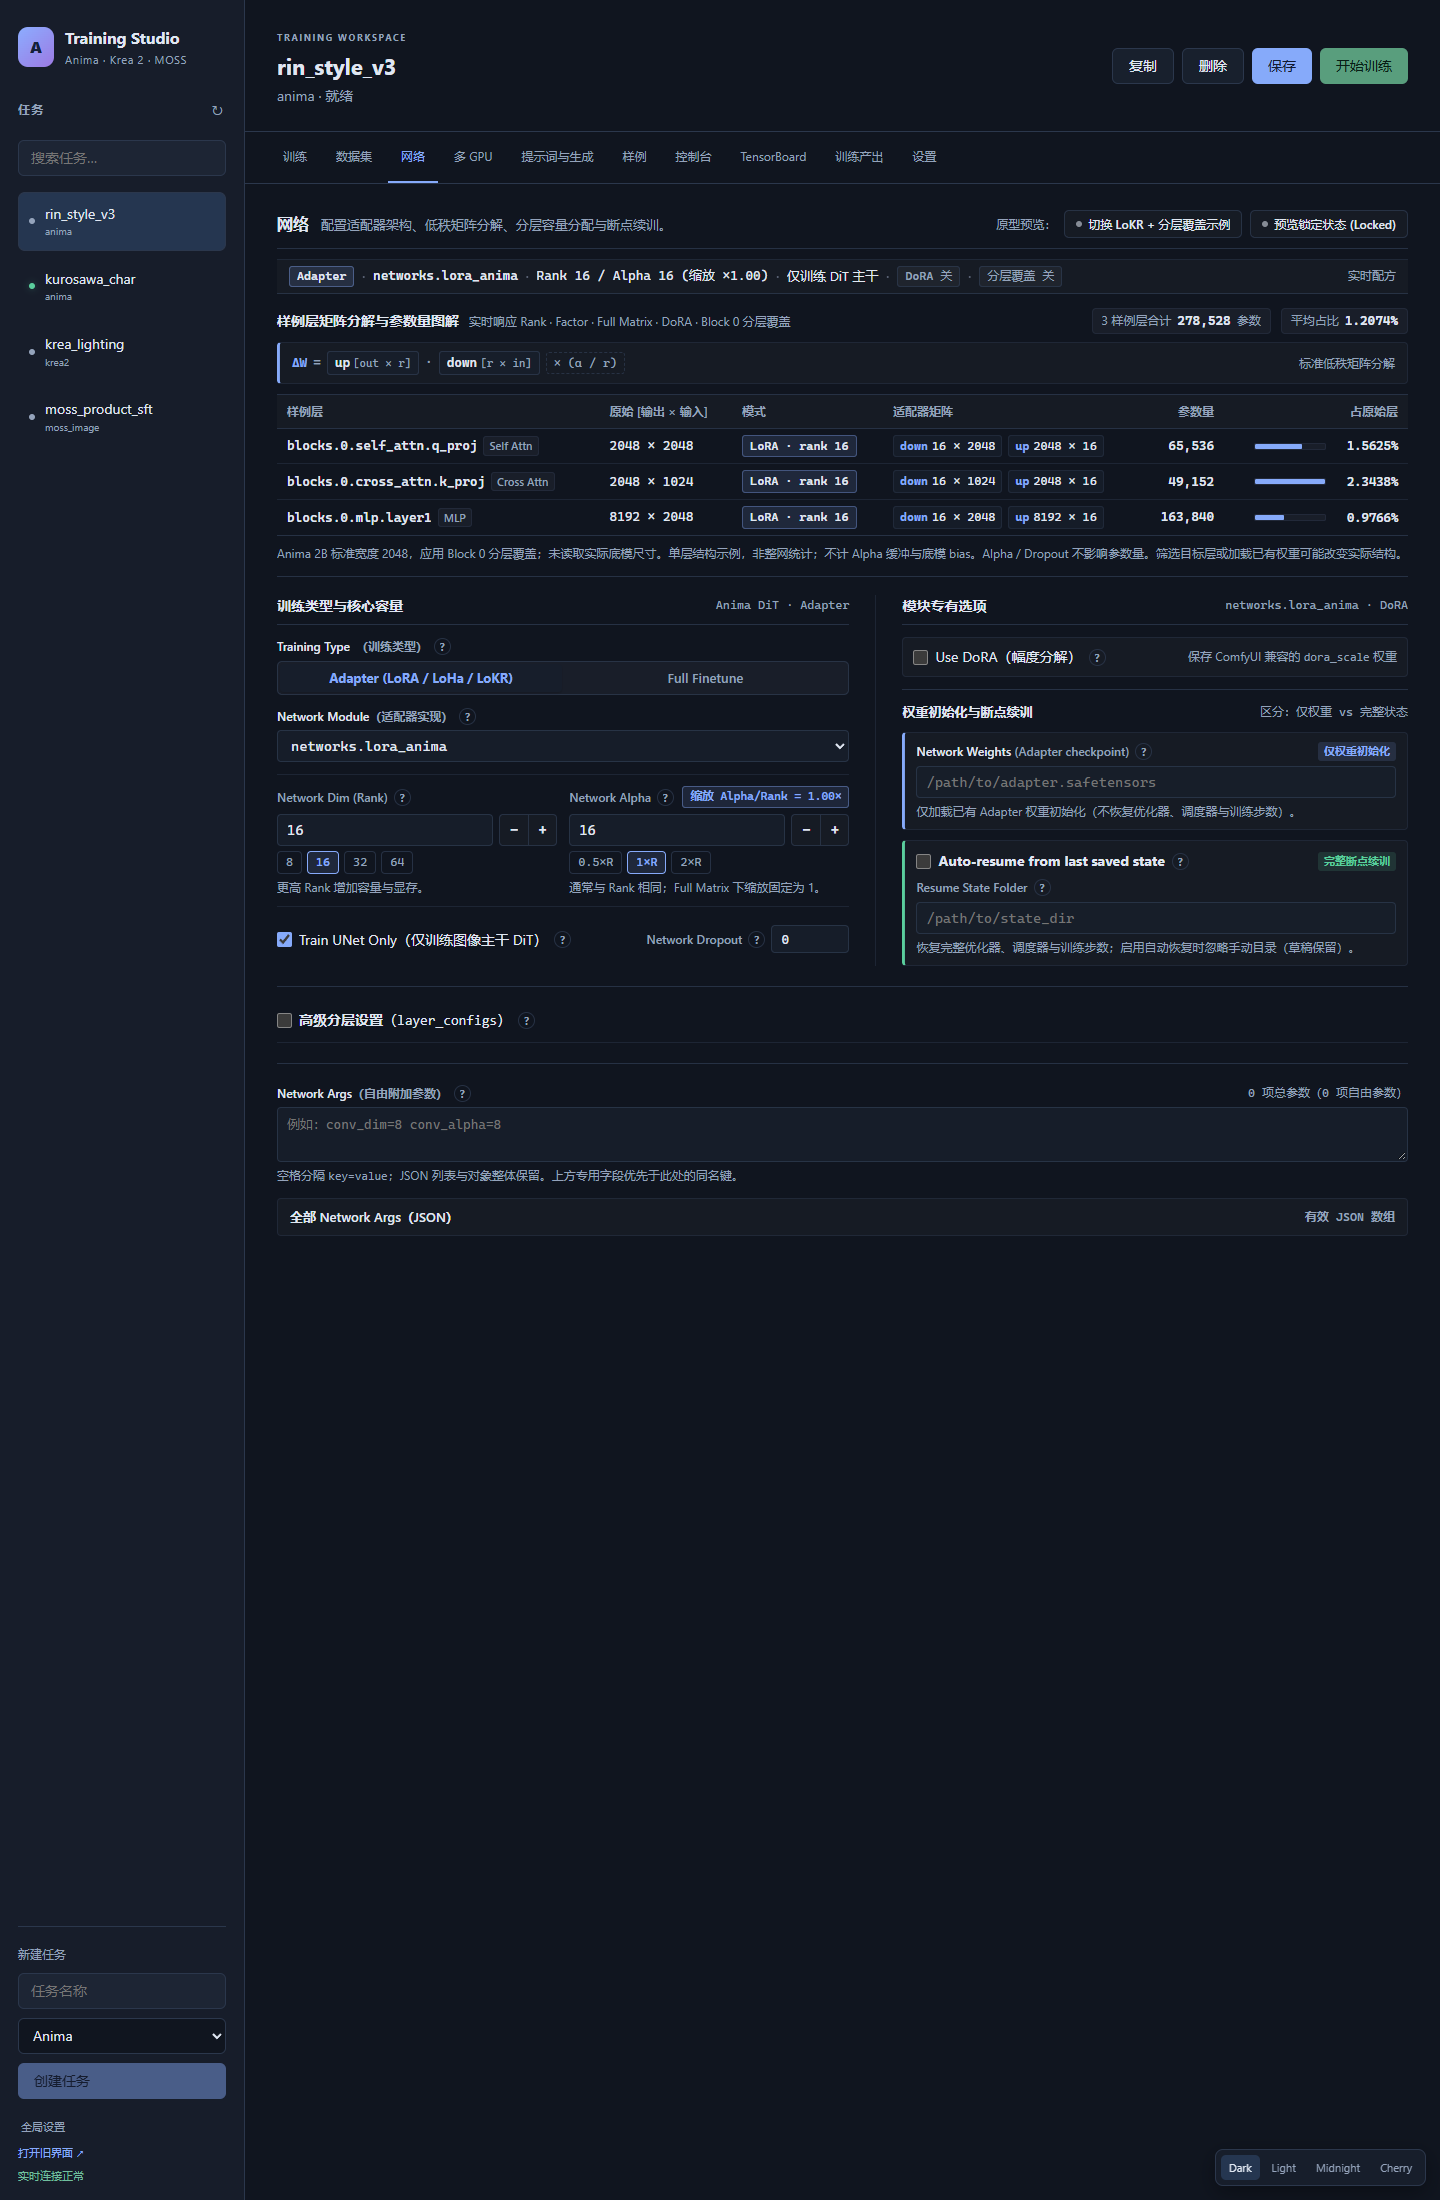 A
Training Studio
Anima · Krea 2 · MOSS
任务
↻
搜索任务...
rin_style_v3
anima
kurosawa_char
anima
krea_lighting
krea2
moss_product_sft
moss_image
新建任务
任务名称
Anima
创建任务
全局设置
打开旧界面 ↗
实时连接正常
TRAINING WORKSPACE
rin_style_v3
anima · 就绪
复制 删除 保存 开始训练
训练 数据集 网络 多 GPU 提示词与生成 样例 控制台 TensorBoard 训练产出 设置
网络 配置适配器架构、低秩矩阵分解、分层容量分配与断点续训。 原型预览： 切换 LoKR + 分层覆盖示例 预览锁定状态 (Locked)
Adapter · networks.lora_anima · Rank 16 / Alpha 16 (缩放 ×1.00) · 仅训练 DiT 主干 · DoRA 关 · 分层覆盖 关 实时配方
样例层矩阵分解与参数量图解 实时响应 Rank · Factor · Full Matrix · DoRA · Block 0 分层覆盖 3 样例层合计 278,528 参数 平均占比 1.2074%
ΔW = up [out × r] · down [r × in] × (α / r) 标准低秩矩阵分解
样例层 原始 [输出 × 输入] 模式 适配器矩阵 参数量 占原始层
blocks.0.self_attn.q_proj Self Attn 2048 × 2048 LoRA · rank 16 down 16 × 2048 up 2048 × 16 65,536 1.5625%
blocks.0.cross_attn.k_proj Cross Attn 2048 × 1024 LoRA · rank 16 down 16 × 1024 up 2048 × 16 49,152 2.3438%
blocks.0.mlp.layer1 MLP 8192 × 2048 LoRA · rank 16 down 16 × 2048 up 8192 × 16 163,840 0.9766%
Anima 2B 标准宽度 2048，应用 Block 0 分层覆盖；未读取实际底模尺寸。单层结构示例，非整网统计；不计 Alpha 缓冲与底模 bias。Alpha / Dropout 不影响参数量。筛选目标层或加载已有权重可能改变实际结构。
训练类型与核心容量 Anima DiT · Adapter
Training Type （训练类型） ?
Adapter (LoRA / LoHa / LoKR) Full Finetune
Network Module （适配器实现） ?
networks.lora_anima
Network Dim (Rank) ? Network Alpha ? 缩放 Alpha/Rank = 1.00×
16 − + 16 − +
8 16 32 64 0.5×R 1×R 2×R
更高 Rank 增加容量与显存。 通常与 Rank 相同；Full Matrix 下缩放固定为 1。
Train UNet Only（仅训练图像主干 DiT） ? Network Dropout ? 0
模块专有选项 networks.lora_anima · DoRA
Use DoRA（幅度分解） ? 保存 ComfyUI 兼容的 dora_scale 权重
权重初始化与断点续训 区分：仅权重 vs 完整状态
Network Weights (Adapter checkpoint) ? 仅权重初始化
/path/to/adapter.safetensors
仅加载已有 Adapter 权重初始化（不恢复优化器、调度器与训练步数）。
Auto-resume from last saved state ? 完整断点续训
Resume State Folder ?
/path/to/state_dir
恢复完整优化器、调度器与训练步数；启用自动恢复时忽略手动目录（草稿保留）。
高级分层设置（layer_configs） ?
Network Args（自由附加参数） ? 0 项总参数（0 项自由参数）
例如：conv_dim=8 conv_alpha=8
空格分隔 key=value；JSON 列表与对象整体保留。上方专用字段优先于此处的同名键。
全部 Network Args（JSON） 有效 JSON 数组
Dark Light Midnight Cherry